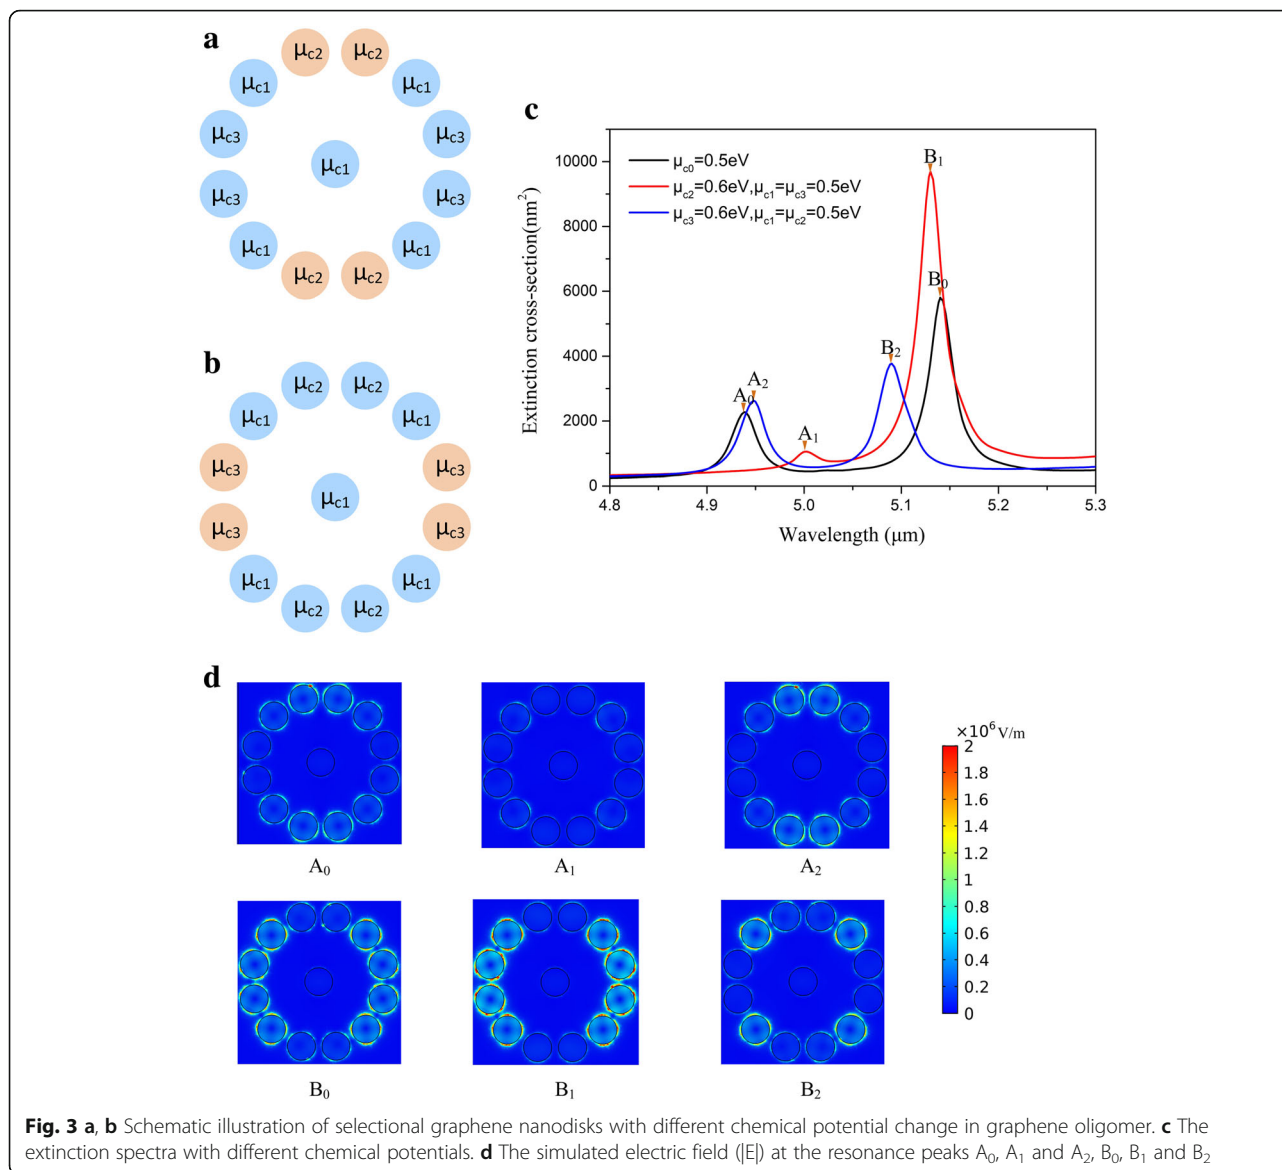 a
μc2 μc2
μc1 μc1
μc3 μc3
μc1
μc3 μc3
μc1 μc1
μc2 μc2
b
μc2 μc2
μc1 μc1
μc3 μc3
μc1
μc3 μc3
μc1 μc1
μc2 μc2
c
μc0=0.5eV
μc2=0.6eV,μc1=μc3=0.5eV
μc3=0.6eV,μc1=μc2=0.5eV
B1
B0
B2
A2
A0
A1
10000
8000
6000
4000
2000
0
Extinction cross-section(nm²)
4.8 4.9 5.0 5.1 5.2 5.3
Wavelength (μm)
d
A0 A1 A2
B0 B1 B2
×10⁶ V/m
2
1.8
1.6
1.4
1.2
1
0.8
0.6
0.4
0.2
0
Fig. 3 a, b Schematic illustration of selectional graphene nanodisks with different chemical potential change in graphene oligomer. c The
extinction spectra with different chemical potentials. d The simulated electric field (|E|) at the resonance peaks A0, A1 and A2, B0, B1 and B2